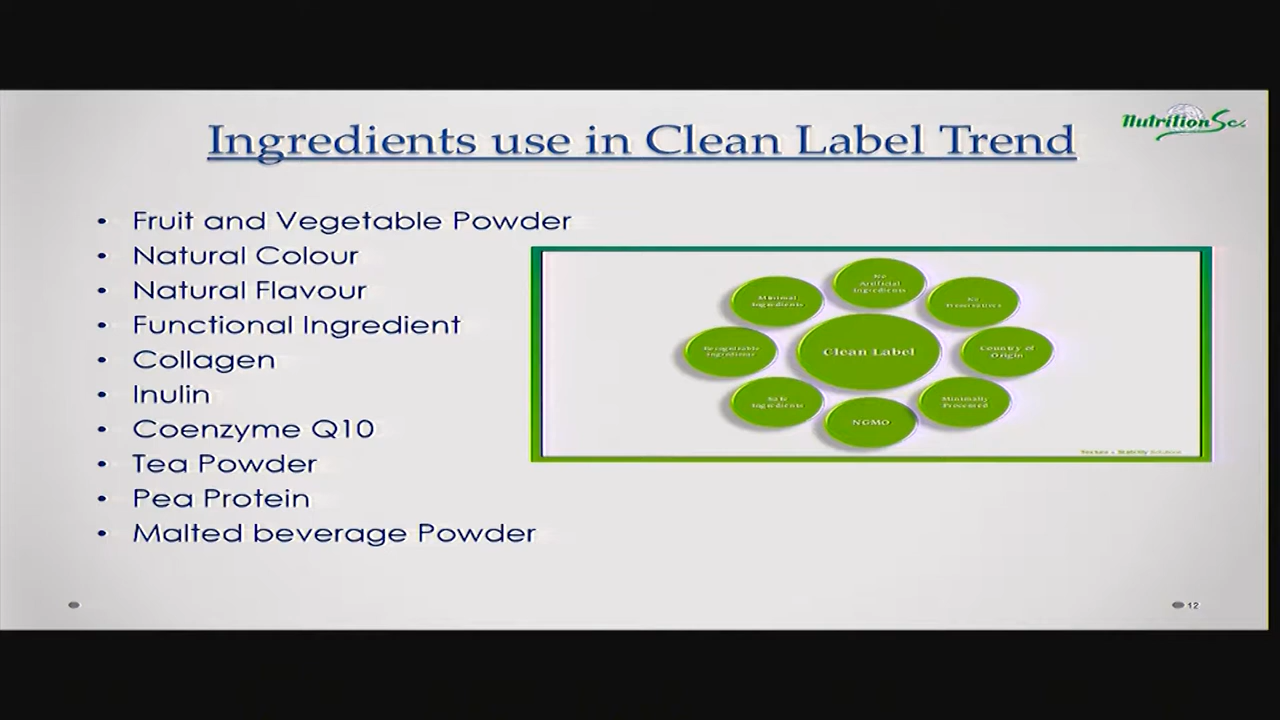 Ingredients use in Clean Label Trend
NutritionSc.
• Fruit and Vegetable Powder
• Natural Colour
• Natural Flavour
• Functional Ingredient
• Collagen
• Inulin
• Coenzyme Q10
• Tea Powder
• Pea Protein
• Malted beverage Powder
No
Artificial
Ingredients
Minimal
Ingredients
No
Preservatives
Recognizable
Ingredients
Clean Label
Country of
Origin
Safe
Ingredients
Minimally
Processed
NGMO
12